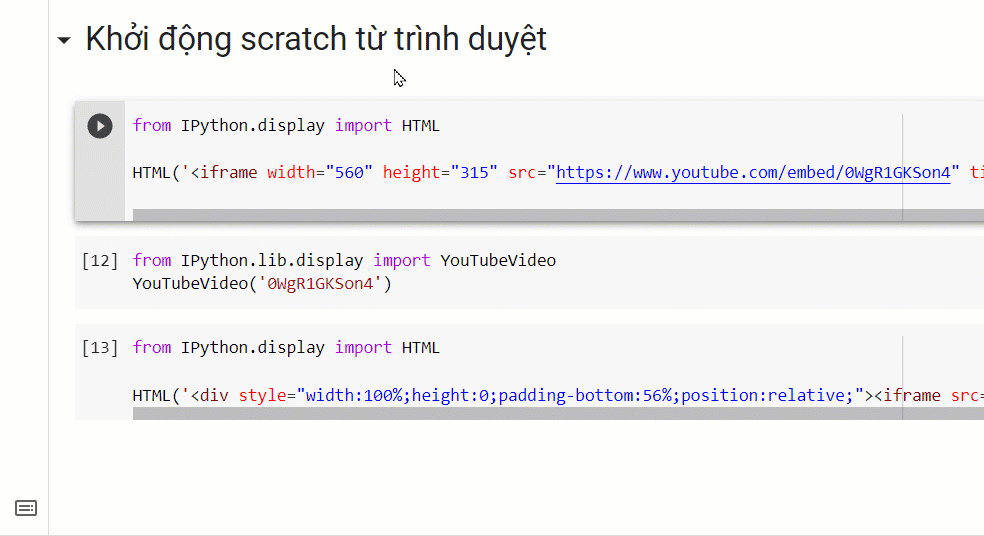 Khởi động scratch từ trình duyệt
from IPython.display import HTML
HTML('<iframe width="560" height="315" src="https://www.youtube.com/embed/0WgR1GKSon4" ti
[12] from IPython.lib.display import YouTubeVideo
YouTubeVideo('0WgR1GKSon4')
[13] from IPython.display import HTML
HTML('<div style="width:100%;height:0;padding-bottom:56%;position:relative;"><iframe src=